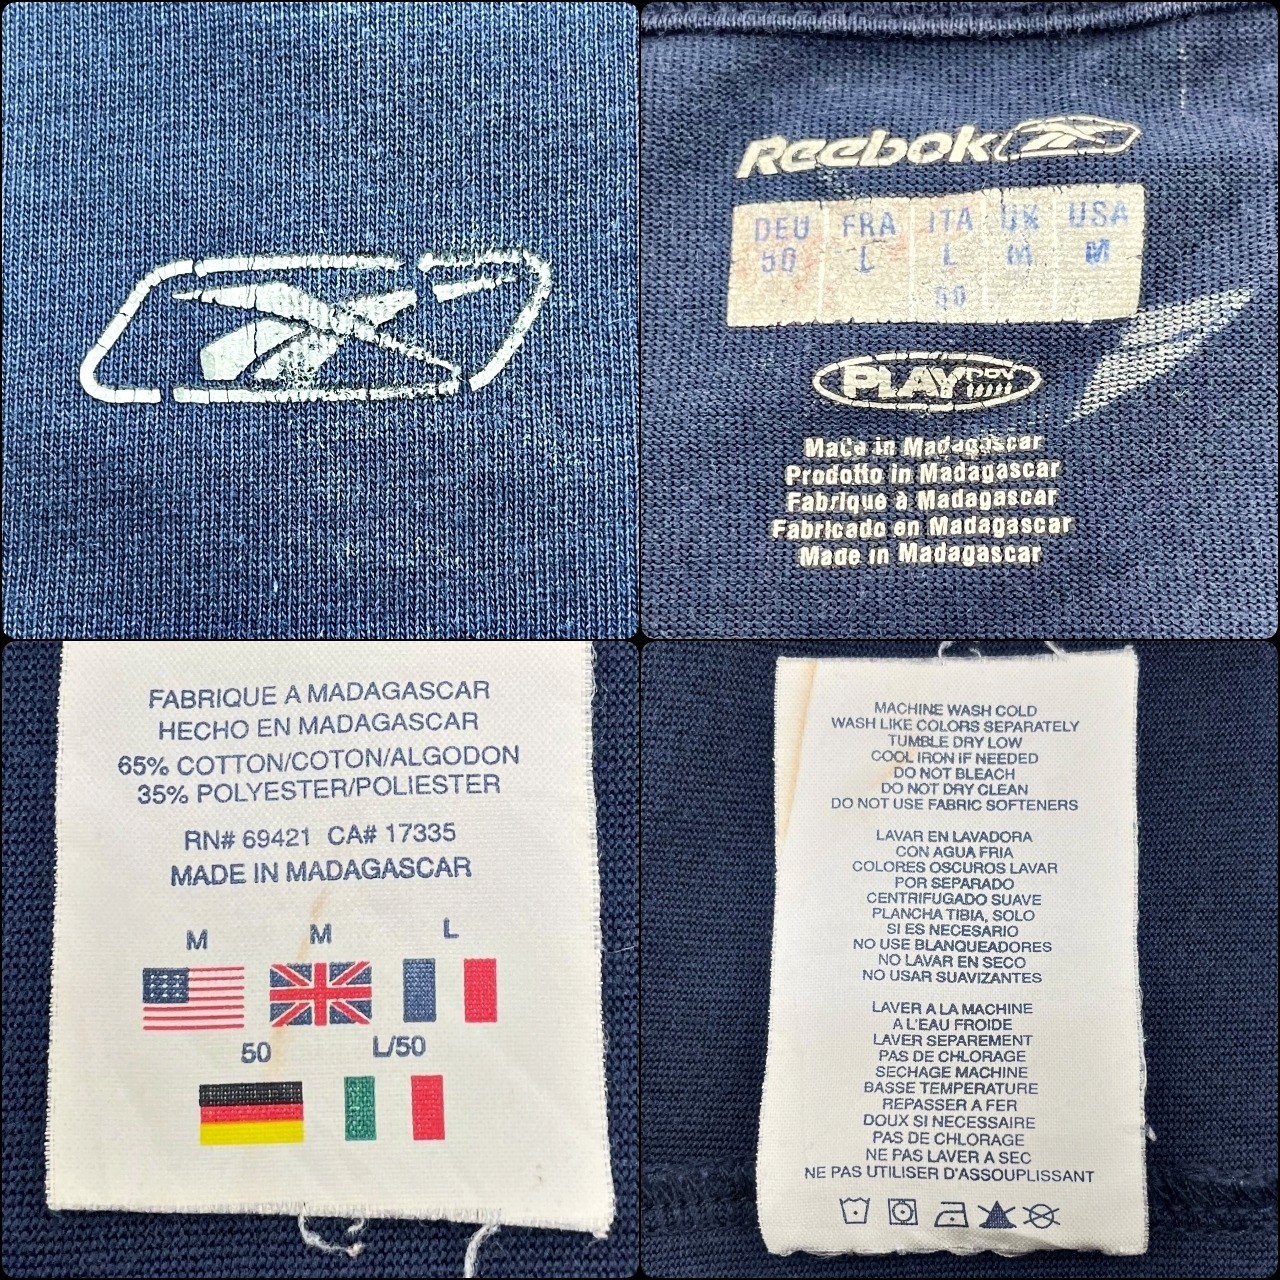 Reebok
DEU FRA ITA UK USA
50 L L M M
50
PLAYDRY
Made in Madagascar
Prodotto in Madagascar
Fabrique à Madagascar
Fabricado en Madagascar
Made in Madagascar
FABRIQUE A MADAGASCAR
HECHO EN MADAGASCAR
65% COTTON/COTON/ALGODON
35% POLYESTER/POLIESTER
RN# 69421 CA# 17335
MADE IN MADAGASCAR
M M L
50 L/50
MACHINE WASH COLD
WASH LIKE COLORS SEPARATELY
TUMBLE DRY LOW
COOL IRON IF NEEDED
DO NOT BLEACH
DO NOT DRY CLEAN
DO NOT USE FABRIC SOFTENERS
LAVAR EN LAVADORA
CON AGUA FRIA
COLORES OSCUROS LAVAR
POR SEPARADO
CENTRIFUGADO SUAVE
PLANCHA TIBIA, SOLO
SI ES NECESARIO
NO USE BLANQUEADORES
NO LAVAR EN SECO
NO USAR SUAVIZANTES
LAVER A LA MACHINE
A L'EAU FROIDE
LAVER SEPAREMENT
PAS DE CHLORAGE
SECHAGE MACHINE
BASSE TEMPERATURE
REPASSER A FER
DOUX SI NECESSAIRE
PAS DE CHLORAGE
NE PAS LAVER A SEC
NE PAS UTILISER D'ASSOUPLISSANT